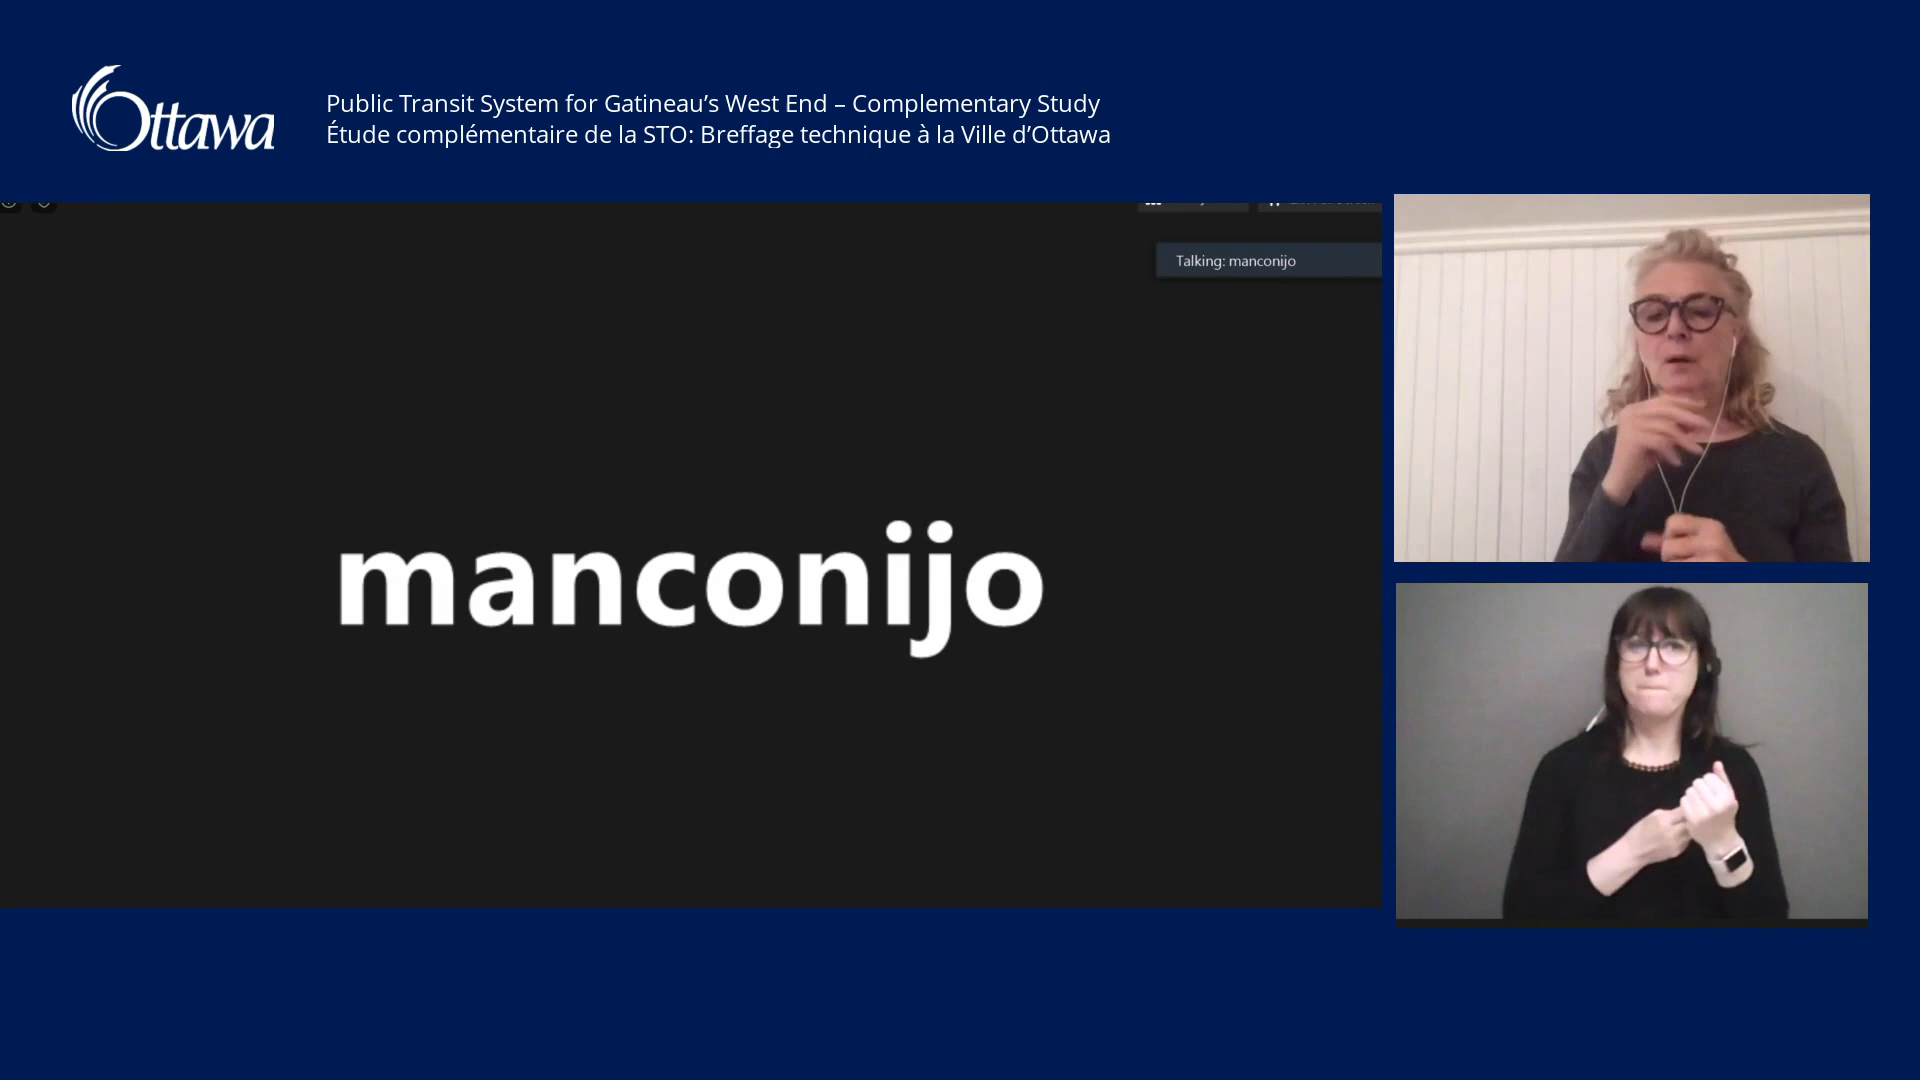 Ottawa
Public Transit System for Gatineau’s West End – Complementary Study
Étude complémentaire de la STO: Breffage technique à la Ville d’Ottawa
Talking: manconijo
manconijo